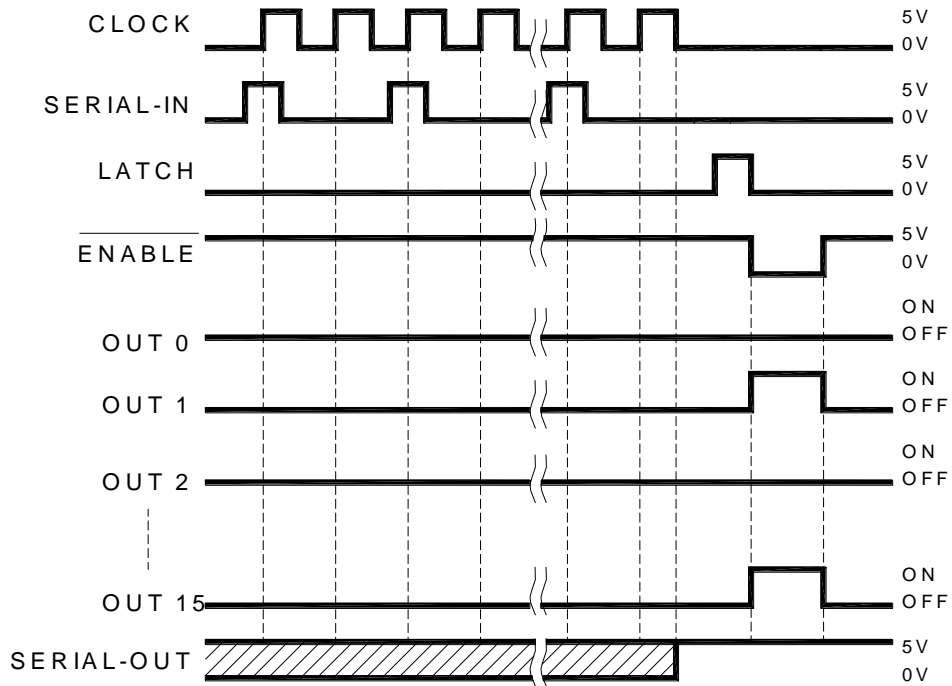 CLOCK
5V
0V
SERIAL-IN
5V
0V
LATCH
5V
0V
ENABLE
5V
0V
OUT 0
ON
OFF
OUT 1
ON
OFF
OUT 2
ON
OFF
OUT 15
ON
OFF
SERIAL-OUT
5V
0V